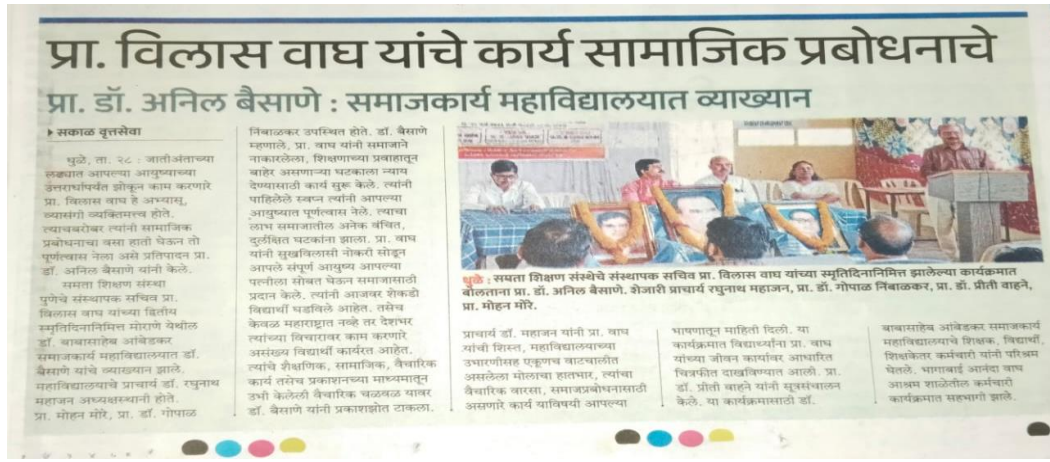 प्रा. विलास वाघ यांचे कार्य सामाजिक प्रबोधनाचे
प्रा. डॉ. अनिल बैसाणे : समाजकार्य महाविद्यालयात व्याख्यान
सकाळ वृत्तसेवा
धुळे, ता. २८ : जातीअंताच्या
लढ्यात आपल्या आयुष्याच्या
उत्तरार्धापर्यंत झोकून काम करणारे
प्रा. विलास वाघ हे अभ्यासू,
व्यासंगी व्यक्तिमत्त्व होते.
त्याचबरोबर त्यांनी सामाजिक
प्रबोधनाचा वसा हाती घेऊन तो
पूर्णत्वास नेला असे प्रतिपादन प्रा.
डॉ. अनिल बैसाणे यांनी केले.
समता शिक्षण संस्था
पुणेचे संस्थापक सचिव प्रा.
विलास वाघ यांच्या द्वितीय
स्मृतिदिनानिमित्त मोराणे येथील
डॉ. बाबासाहेब आंबेडकर
समाजकार्य महाविद्यालयात डॉ.
बैसाणे यांचे व्याख्यान झाले.
महाविद्यालयाचे प्राचार्य डॉ. रघुनाथ
महाजन अध्यक्षस्थानी होते.
प्रा. मोहन मोरे, प्रा. डॉ. गोपाळ
निंबाळकर उपस्थित होते. डॉ. बैसाणे
म्हणाले, प्रा. वाघ यांनी समाजाने
नाकारलेला, शिक्षणाच्या प्रवाहातून
बाहेर असणाऱ्या घटकाला न्याय
देण्यासाठी कार्य सुरू केले. त्यांनी
पाहिलेले स्वप्न त्यांनी आपल्या
आयुष्यात पूर्णत्वास नेले. त्याचा
लाभ समाजातील अनेक वंचित,
दुर्लक्षित घटकांना झाला. प्रा. वाघ
यांनी सुखविलासी नोकरी सोडून
आपले संपूर्ण आयुष्य आपल्या
पत्नीला सोबत घेऊन समाजासाठी
प्रदान केले. त्यांनी आजवर शेकडो
विद्यार्थी घडविले आहेत. तसेच
केवळ महाराष्ट्रात नव्हे तर देशभर
त्यांच्या विचारावर काम करणारे
असंख्य विद्यार्थी कार्यरत आहेत.
त्यांचे शैक्षणिक, सामाजिक, वैचारिक
कार्य तसेच प्रकाशनच्या माध्यमातून
उभी केलेली वैचारिक चळवळ यावर
डॉ. बैसाणे यांनी प्रकाशझोत टाकला.
धुळे : समता शिक्षण संस्थेचे संस्थापक सचिव प्रा. विलास वाघ यांच्या स्मृतिदिनानिमित्त झालेल्या कार्यक्रमात
बोलताना प्रा. डॉ. अनिल बैसाणे. शेजारी प्राचार्य रघुनाथ महाजन, प्रा. डॉ. गोपाळ निंबाळकर, प्रा. डॉ. प्रीती वाहने,
प्रा. मोहन मोरे.
प्राचार्य डॉ. महाजन यांनी प्रा. वाघ
यांची शिस्त, महाविद्यालयाच्या
उभारणीसह एकूणच वाटचालीत
असलेला मोलाचा हातभार, त्यांचा
वैचारिक वारसा, समाजप्रबोधनासाठी
असणारे कार्य याविषयी आपल्या
भाषणातून माहिती दिली. या
कार्यक्रमात विद्यार्थ्यांना प्रा. वाघ
यांच्या जीवन कार्यावर आधारित
चित्रफीत दाखविण्यात आली. प्रा.
डॉ. प्रीती वाहने यांनी सूत्रसंचालन
केले. या कार्यक्रमासाठी डॉ.
बाबासाहेब आंबेडकर समाजकार्य
महाविद्यालयाचे शिक्षक, विद्यार्थी,
शिक्षकेतर कर्मचारी यांनी परिश्रम
घेतले. भागाबाई आनंदा वाघ
आश्रम शाळेतील कर्मचारी
कार्यक्रमात सहभागी झाले.